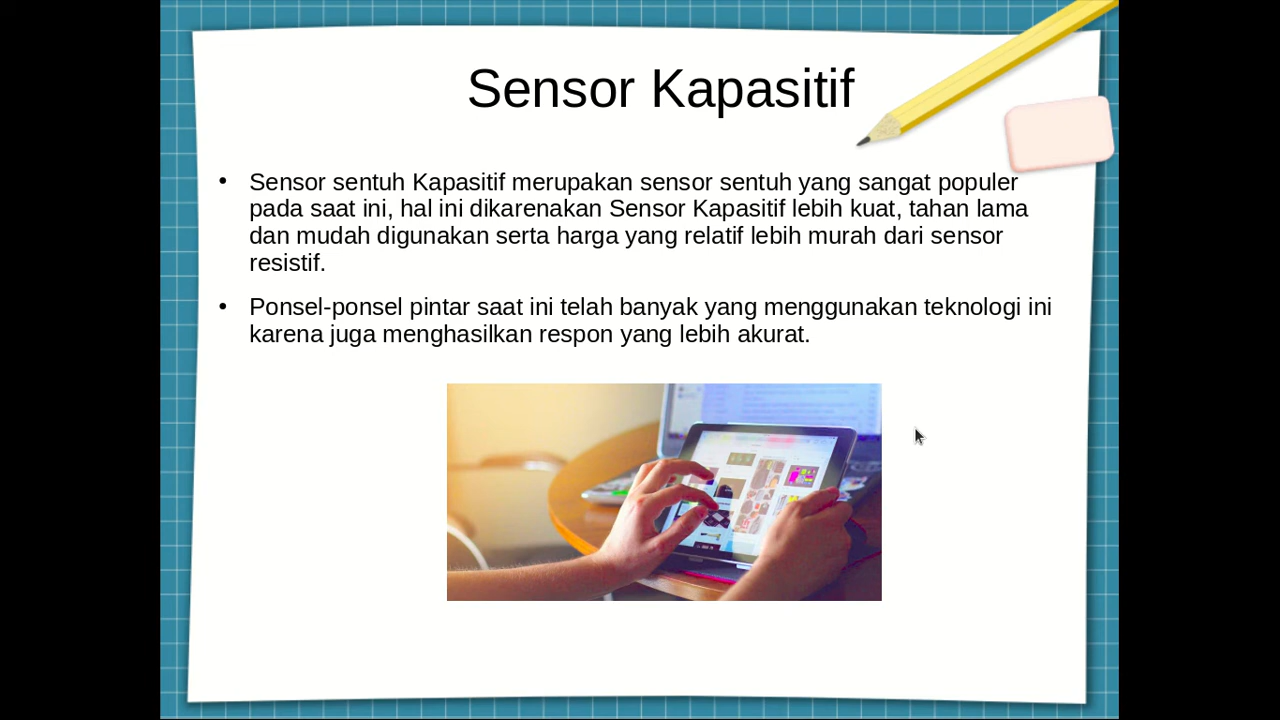 Sensor Kapasitif
• Sensor sentuh Kapasitif merupakan sensor sentuh yang sangat populer
pada saat ini, hal ini dikarenakan Sensor Kapasitif lebih kuat, tahan lama
dan mudah digunakan serta harga yang relatif lebih murah dari sensor
resistif.
• Ponsel-ponsel pintar saat ini telah banyak yang menggunakan teknologi ini
karena juga menghasilkan respon yang lebih akurat.